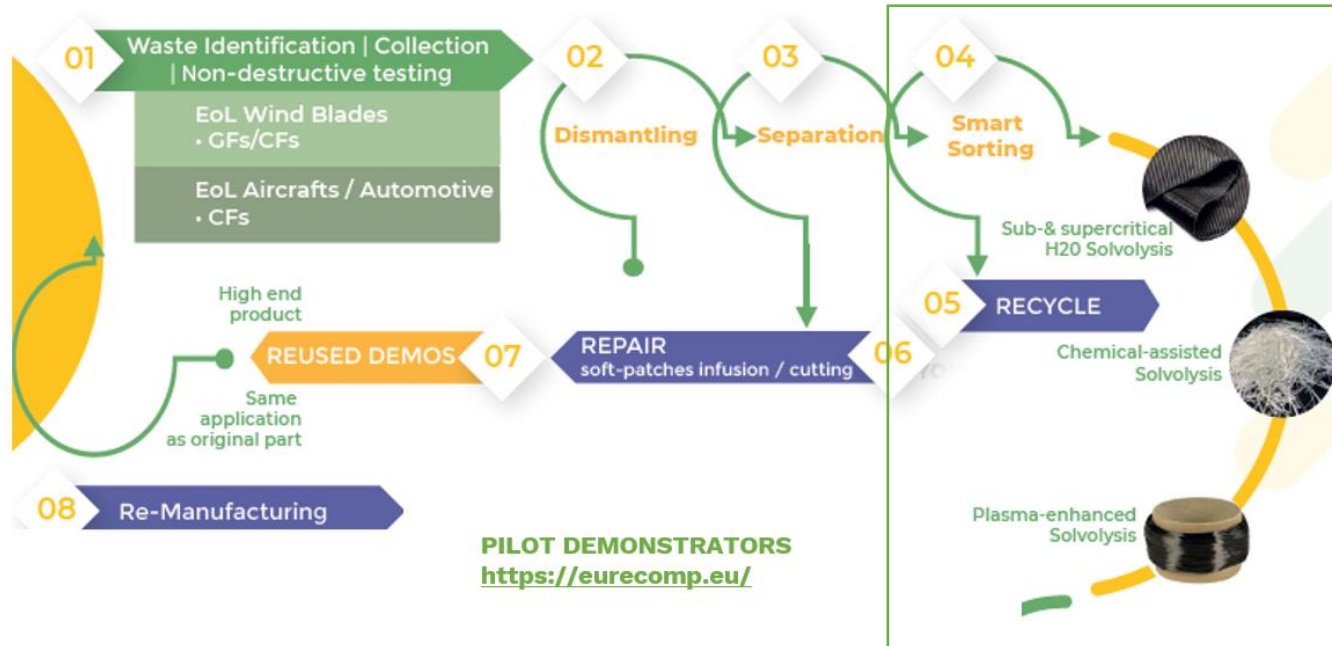 01
Waste Identification | Collection
| Non-destructive testing
EoL Wind Blades
• GFs/CFs
EoL Aircrafts / Automotive
• CFs
02
Dismantling
03
Separation
04
Smart
Sorting
Sub-& supercritical
H20 Solvolysis
05
RECYCLE
Chemical-assisted
Solvolysis
Plasma-enhanced
Solvolysis
06
REPAIR
soft-patches infusion / cutting
07
REUSED DEMOS
High end
product
Same
application
as original part
08
Re-Manufacturing
PILOT DEMONSTRATORS
https://eurecomp.eu/